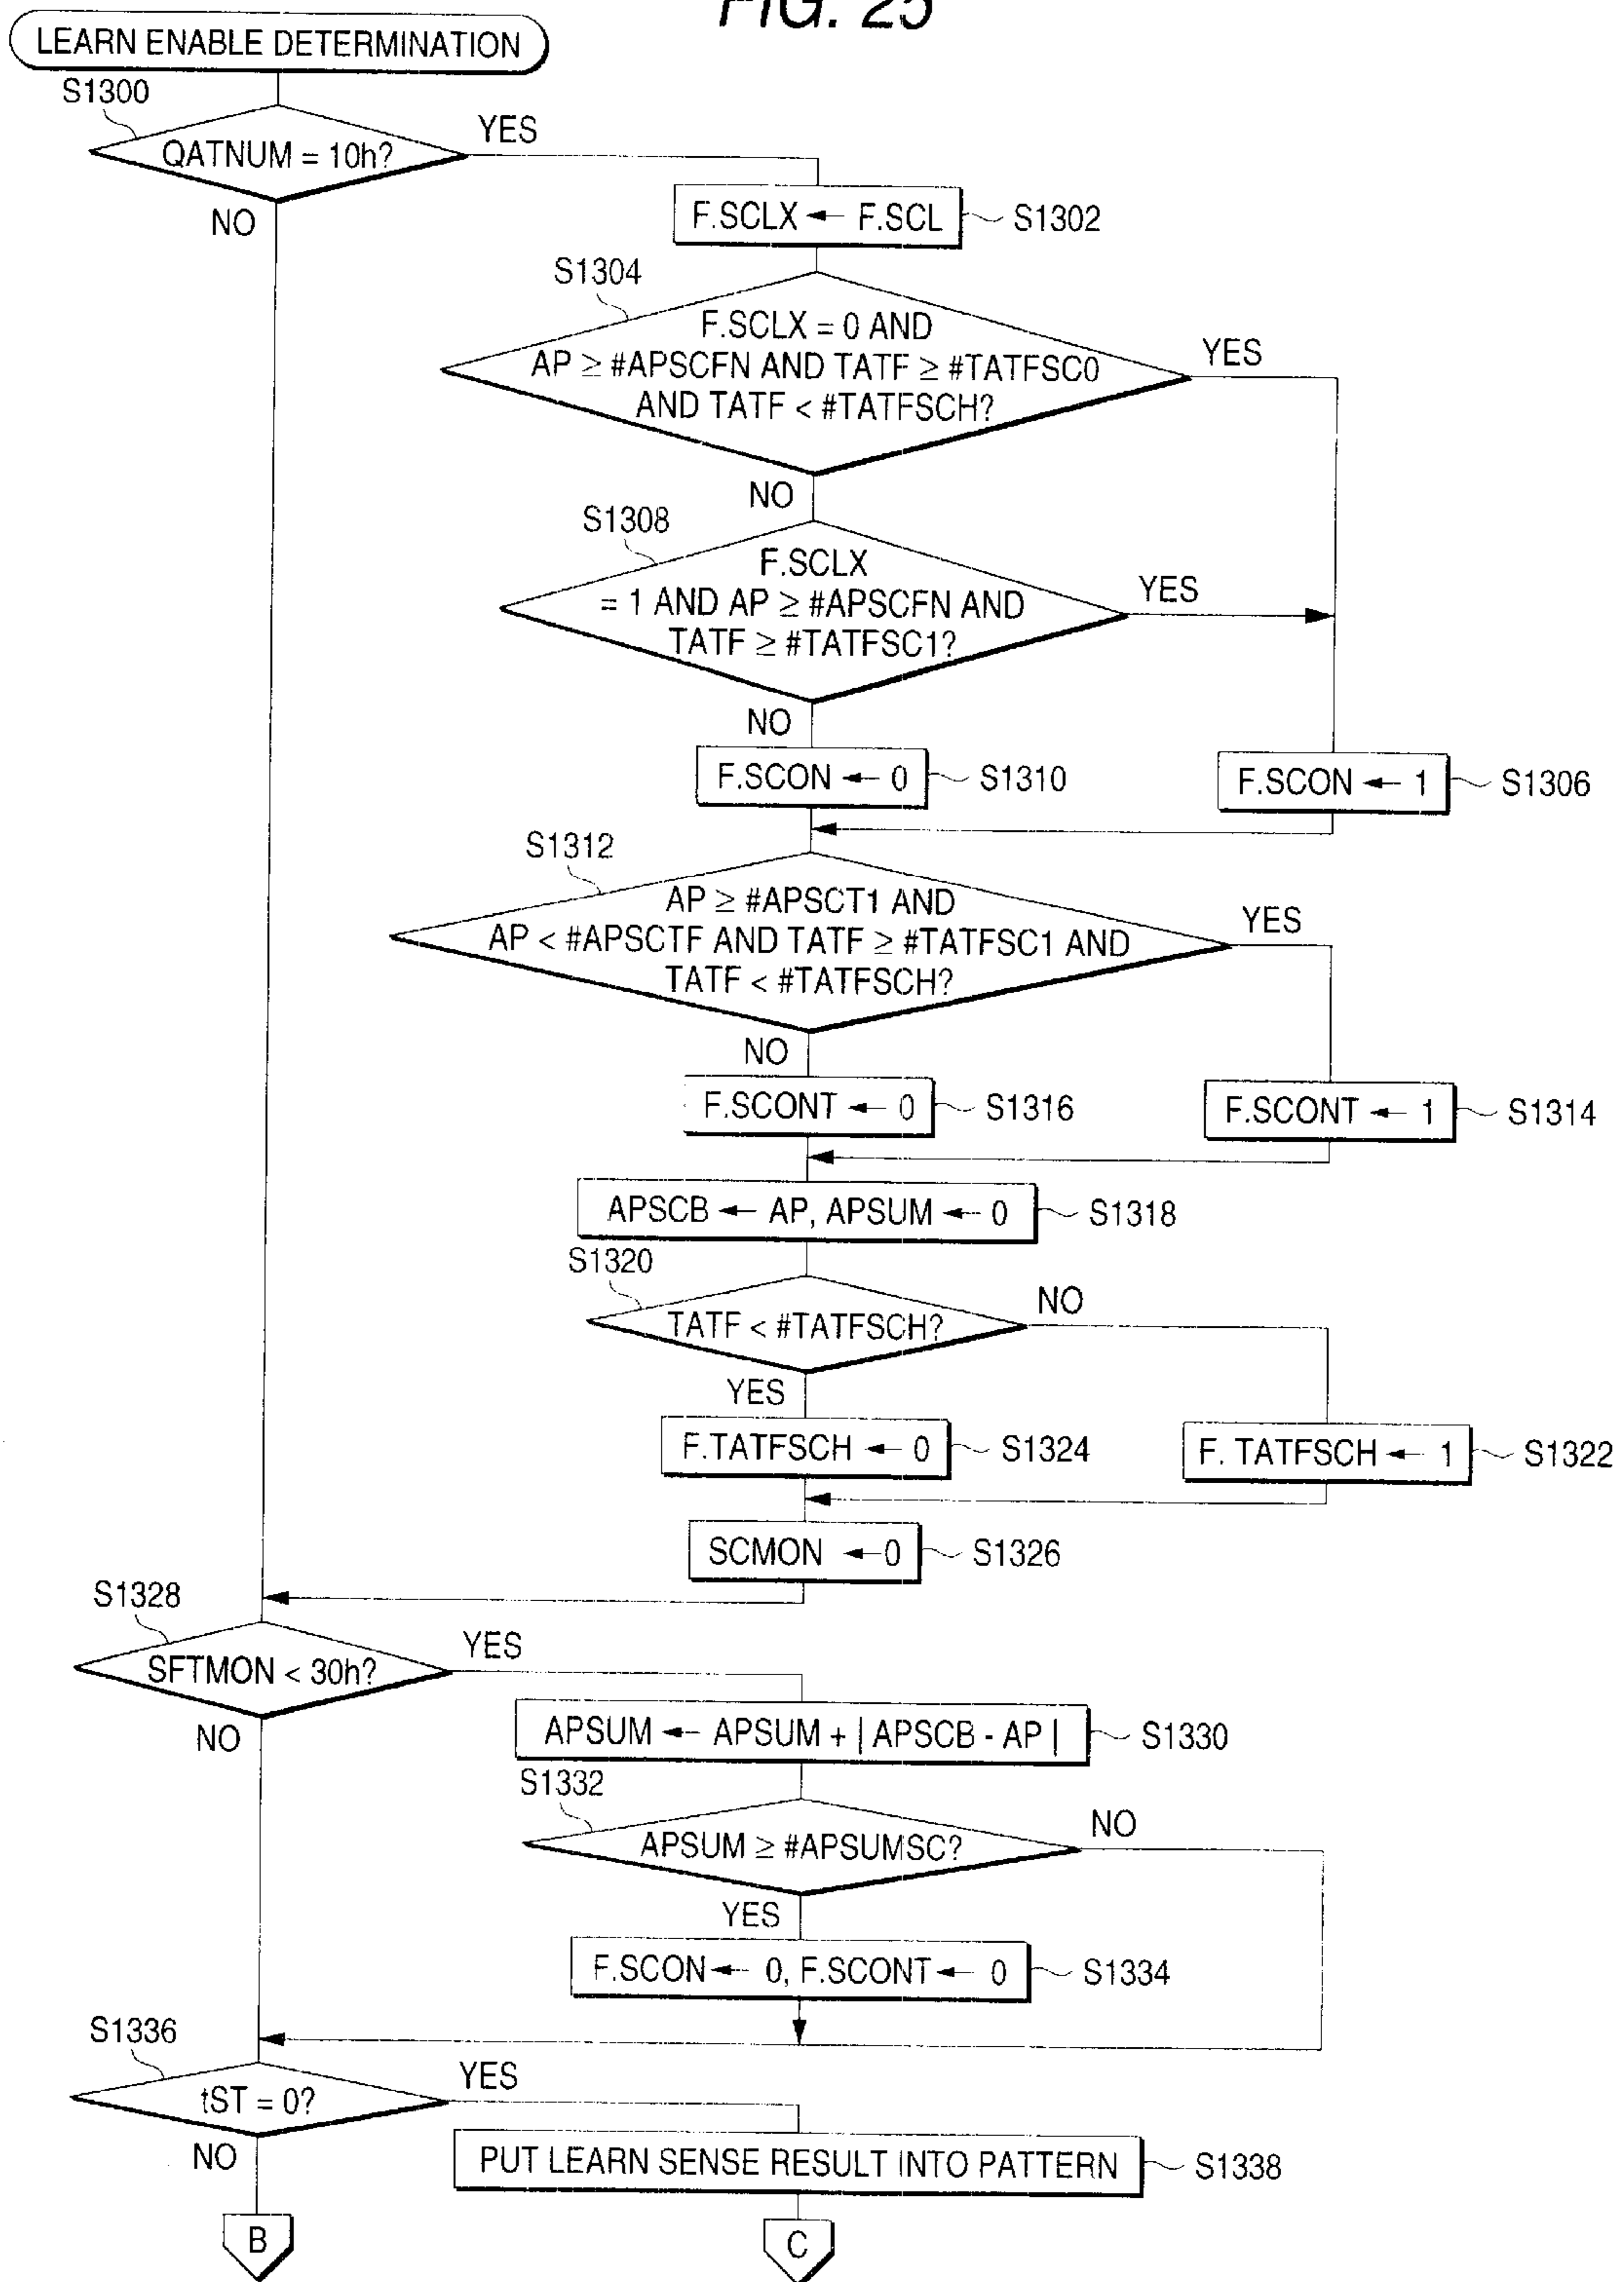 FIG. 25
LEARN ENABLE DETERMINATION
S1300
QATNUM = 10h?
YES
NO
F.SCLX ← F.SCL
S1302
S1304
F.SCLX = 0 AND
AP ≥ #APSCFN AND TATF ≥ #TATFSC0
AND TATF < #TATFSCH?
YES
NO
S1308
F.SCLX
= 1 AND AP ≥ #APSCFN AND
TATF ≥ #TATFSC1?
YES
NO
F.SCON ← 0
S1310
F.SCON ← 1
S1306
S1312
AP ≥ #APSCT1 AND
AP < #APSCTF AND TATF ≥ #TATFSC1 AND
TATF < #TATFSCH?
YES
NO
F.SCONT ← 0
S1316
F.SCONT ← 1
S1314
APSCB ← AP, APSUM ← 0
S1318
S1320
TATF < #TATFSCH?
NO
YES
F.TATFSCH ← 0
S1324
F. TATFSCH ← 1
S1322
SCMON ←0
S1326
S1328
SFTMON < 30h?
YES
NO
APSUM ← APSUM + | APSCB - AP |
S1330
S1332
APSUM ≥ #APSUMSC?
NO
YES
F.SCON← 0, F.SCONT← 0
S1334
S1336
tST = 0?
YES
NO
PUT LEARN SENSE RESULT INTO PATTERN
S1338
B
C